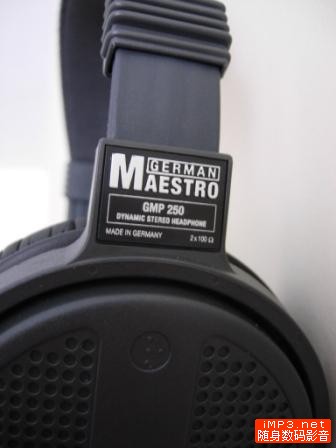 GERMAN
MAESTRO
GMP 250
DYNAMIC STEREO HEADPHONE
MADE IN GERMANY 2x100 Ω
iMP3.net
随身数码影音